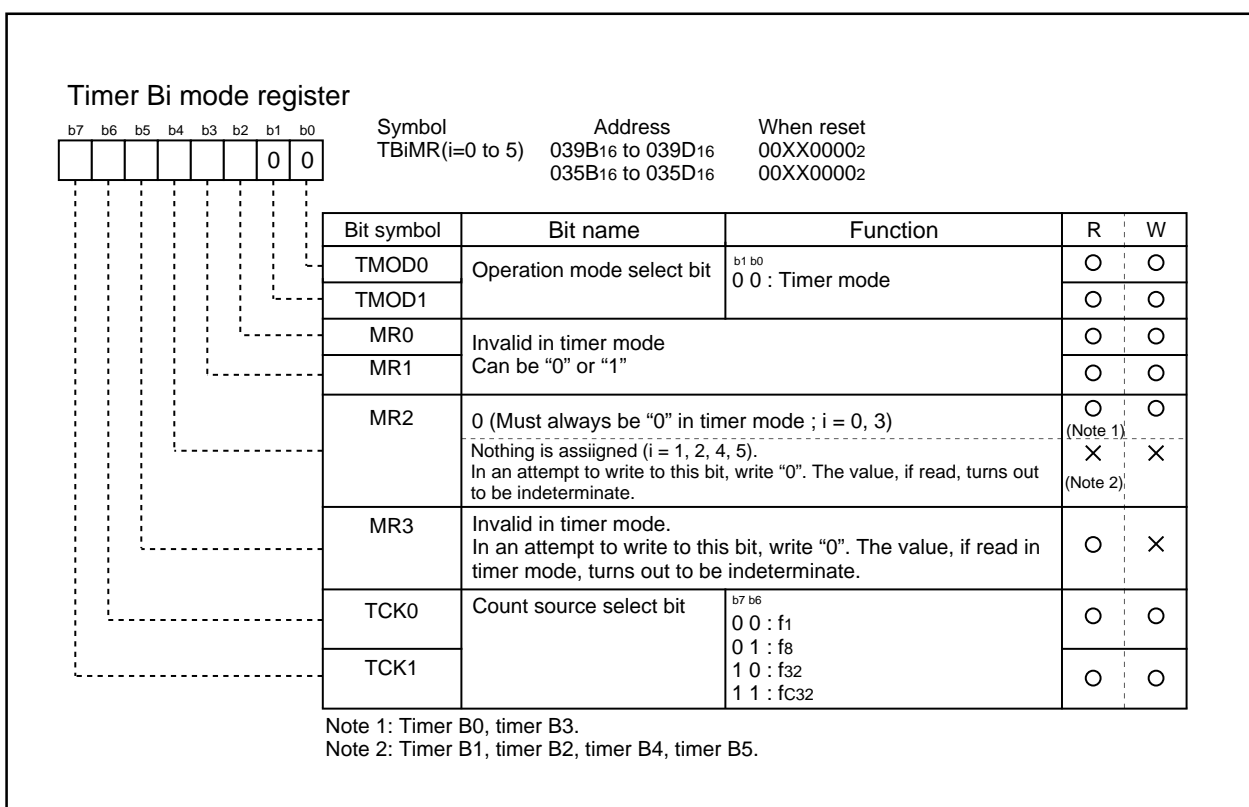 Timer Bi mode register
b7 b6 b5 b4 b3 b2 b1 b0
0 0
Symbol Address When reset
TBiMR(i=0 to 5) 039B16 to 039D16 00XX00002
035B16 to 035D16 00XX00002
Bit symbol Bit name Function R W
TMOD0 Operation mode select bit b1 b0
0 0 : Timer mode
TMOD1
MR0 Invalid in timer mode
MR1 Can be “0” or “1”
MR2 0 (Must always be “0” in timer mode ; i = 0, 3)
(Note 1)
Nothing is assiigned (i = 1, 2, 4, 5).
In an attempt to write to this bit, write “0”. The value, if read, turns out
to be indeterminate.
(Note 2)
MR3 Invalid in timer mode.
In an attempt to write to this bit, write “0”. The value, if read in
timer mode, turns out to be indeterminate.
TCK0 Count source select bit b7 b6
0 0 : f1
0 1 : f8
TCK1 1 0 : f32
1 1 : fC32
Note 1: Timer B0, timer B3.
Note 2: Timer B1, timer B2, timer B4, timer B5.